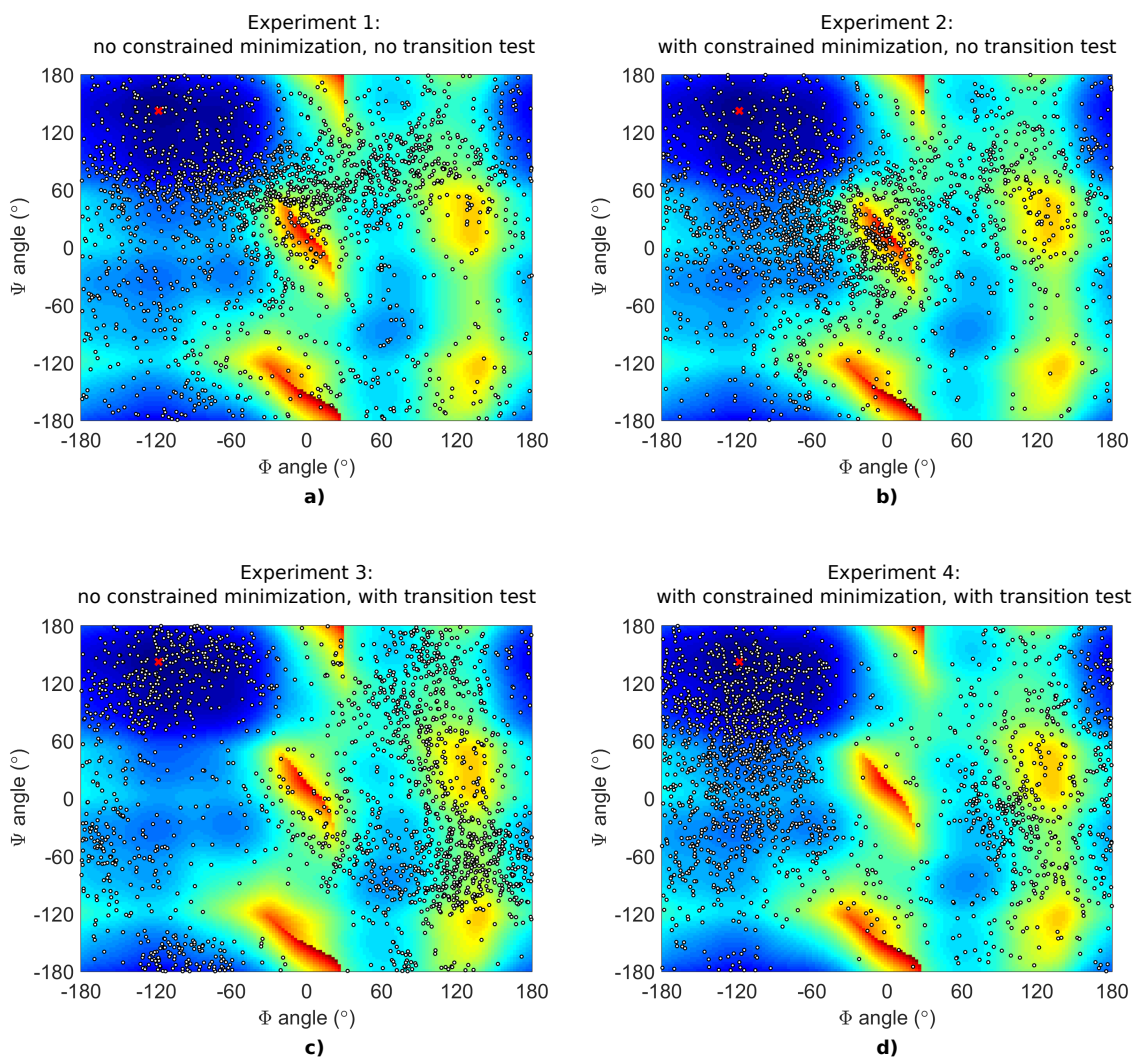 Experiment 1:
no constrained minimization, no transition test
180
120
60
0
-60
-120
-180
Ψ angle (°)
-180 -120 -60 0 60 120 180
Φ angle (°)
a)
Experiment 2:
with constrained minimization, no transition test
180
120
60
0
-60
-120
-180
Ψ angle (°)
-180 -120 -60 0 60 120 180
Φ angle (°)
b)
Experiment 3:
no constrained minimization, with transition test
180
120
60
0
-60
-120
-180
Ψ angle (°)
-180 -120 -60 0 60 120 180
Φ angle (°)
c)
Experiment 4:
with constrained minimization, with transition test
180
120
60
0
-60
-120
-180
Ψ angle (°)
-180 -120 -60 0 60 120 180
Φ angle (°)
d)